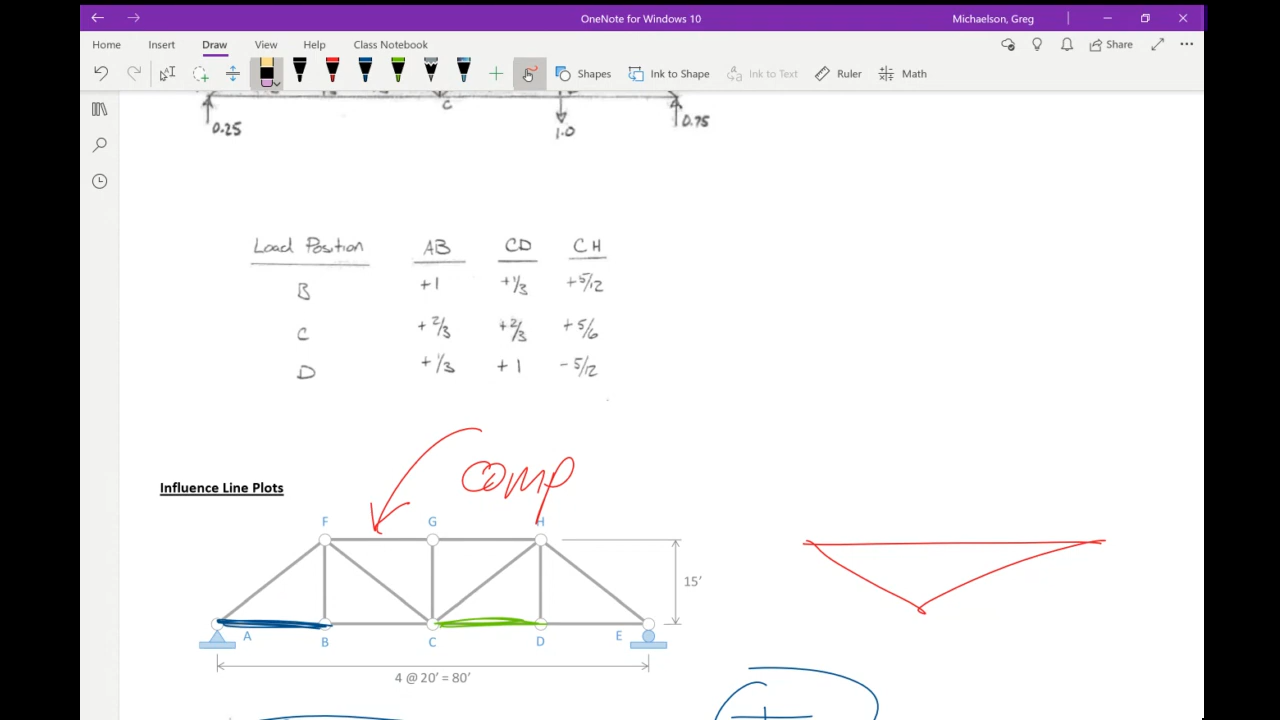 OneNote for Windows 10
Michaelson, Greg
Home Insert Draw View Help Class Notebook
Share
Shapes Ink to Shape Ink to Text Ruler Math
0.25 C 1.0 0.75
Load Position AB CD CH
B +1 +1/3 +5/12
C +2/3 +2/3 +5/6
D +1/3 +1 -5/12
comp
Influence Line Plots
F G H
15'
A B C D E
4 @ 20' = 80'
+